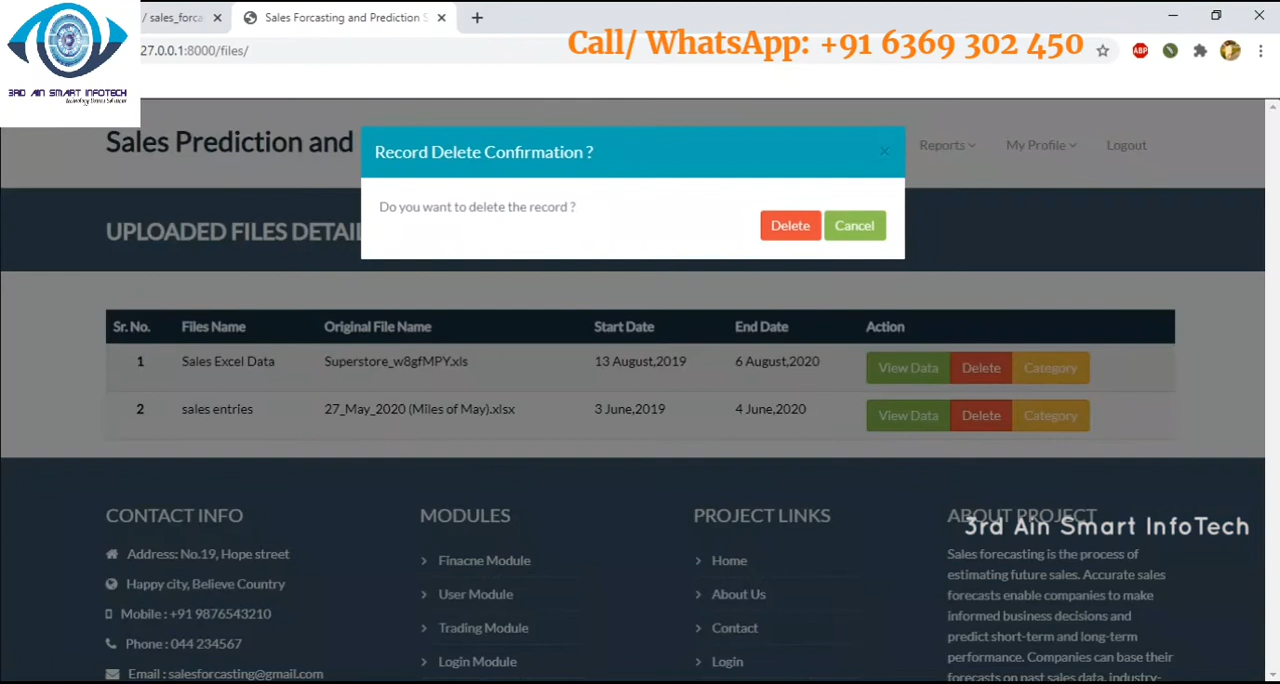 / sales_forca
Sales Forcasting and Prediction S
27.0.0.1:8000/files/
Call/ WhatsApp: +91 6369 302 450
ABP
3RD AIN SMART INFOTECH
Sales Prediction and
Record Delete Confirmation ?
Reports
My Profile
Logout
Do you want to delete the record ?
Delete
Cancel
UPLOADED FILES DETAIL
Sr. No. Files Name Original File Name Start Date End Date Action
1 Sales Excel Data Superstore_w8gfMPY.xls 13 August,2019 6 August,2020 View Data Delete Category
2 sales entries 27_May_2020 (Miles of May).xlsx 3 June,2019 4 June,2020 View Data Delete Category
CONTACT INFO
Address: No.19, Hope street
Happy city, Believe Country
Mobile : +91 9876543210
Phone : 044 234567
Email : salesforcasting@gmail.com
MODULES
Finacne Module
User Module
Trading Module
Login Module
PROJECT LINKS
Home
About Us
Contact
Login
ABOUT PROJECT
3rd Ain Smart InfoTech
Sales forecasting is the process of
estimating future sales. Accurate sales
forecasts enable companies to make
informed business decisions and
predict short-term and long-term
performance. Companies can base their
forecasts on past sales data, industry-